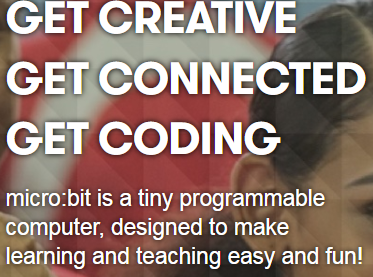 GET CREATIVE
GET CONNECTED
GET CODING
micro:bit is a tiny programmable
computer, designed to make
learning and teaching easy and fun!